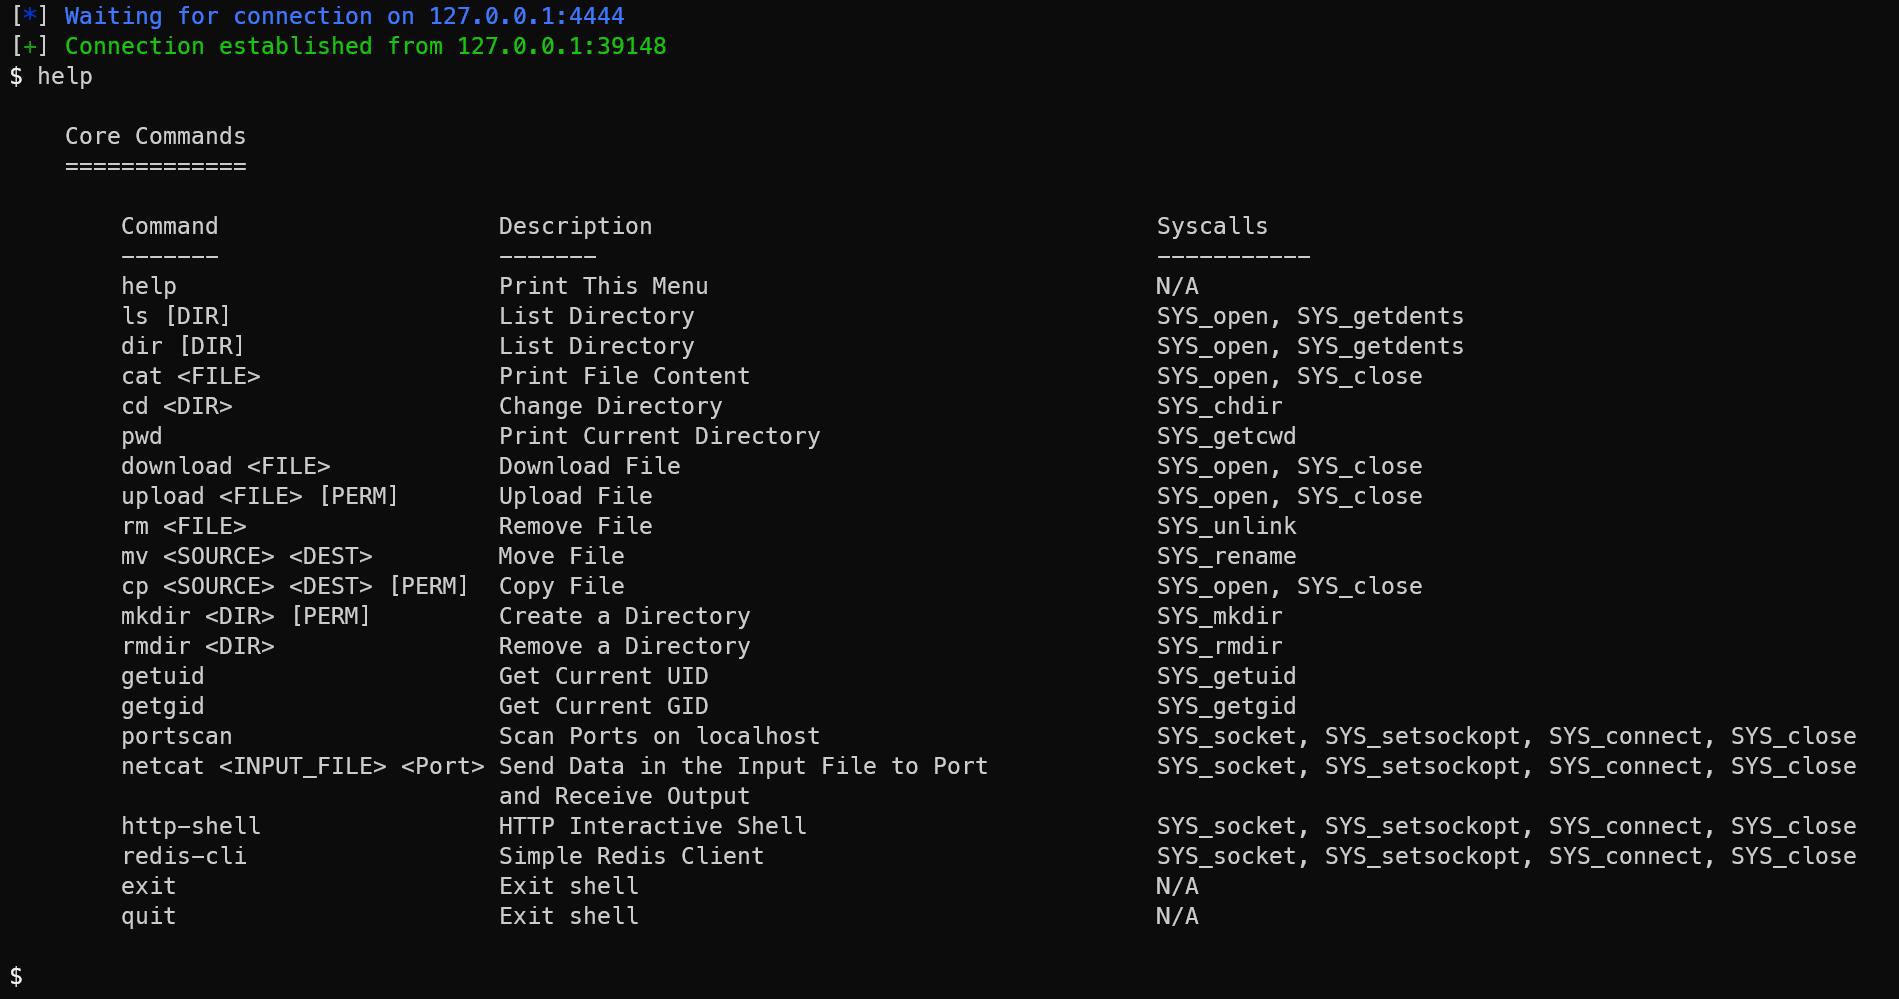 [*] Waiting for connection on 127.0.0.1:4444
[+] Connection established from 127.0.0.1:39148
$ help
Core Commands
=============
Command Description Syscalls
------- ------- -----------
help Print This Menu N/A
ls [DIR] List Directory SYS_open, SYS_getdents
dir [DIR] List Directory SYS_open, SYS_getdents
cat <FILE> Print File Content SYS_open, SYS_close
cd <DIR> Change Directory SYS_chdir
pwd Print Current Directory SYS_getcwd
download <FILE> Download File SYS_open, SYS_close
upload <FILE> [PERM] Upload File SYS_open, SYS_close
rm <FILE> Remove File SYS_unlink
mv <SOURCE> <DEST> Move File SYS_rename
cp <SOURCE> <DEST> [PERM] Copy File SYS_open, SYS_close
mkdir <DIR> [PERM] Create a Directory SYS_mkdir
rmdir <DIR> Remove a Directory SYS_rmdir
getuid Get Current UID SYS_getuid
getgid Get Current GID SYS_getgid
portscan Scan Ports on localhost SYS_socket, SYS_setsockopt, SYS_connect, SYS_close
netcat <INPUT_FILE> <Port> Send Data in the Input File to Port SYS_socket, SYS_setsockopt, SYS_connect, SYS_close
and Receive Output
http-shell HTTP Interactive Shell SYS_socket, SYS_setsockopt, SYS_connect, SYS_close
redis-cli Simple Redis Client SYS_socket, SYS_setsockopt, SYS_connect, SYS_close
exit Exit shell N/A
quit Exit shell N/A
$